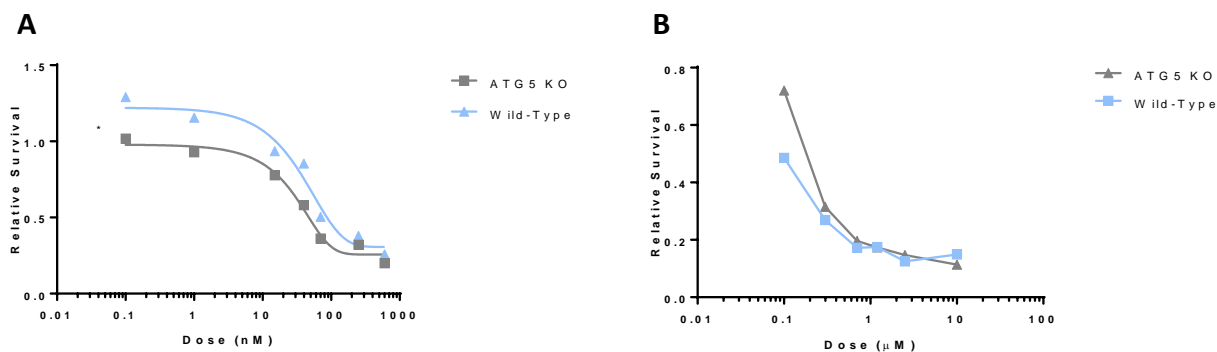 A
Relative Survival
1.5
1.0
0.5
0.0
*
0.01
0.1
1
10
100
1000
Dose (nM)
ATG5 KO
Wild-Type
B
Relative Survival
0.8
0.6
0.4
0.2
0.0
0.01
0.1
1
10
100
Dose (μM)
ATG5 KO
Wild-Type